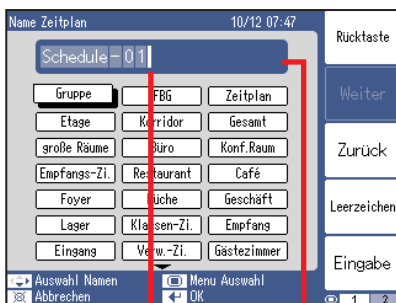 Name Zeitplan 10/12 07:47
Schedule-01
Gruppe FBG Zeitplan
Etage Korridor Gesamt
große Räume Büro Konf.Raum
Empfangs-Zi. Restaurant Café
Foyer Küche Geschäft
Lager Klassen-Zi. Empfang
Eingang Verw.-Zi. Gästezimmer
Auswahl Namen Menu Auswahl
Abbrechen OK
Rücktaste
Weiter
Zurück
Leerzeichen
Eingabe
1 2